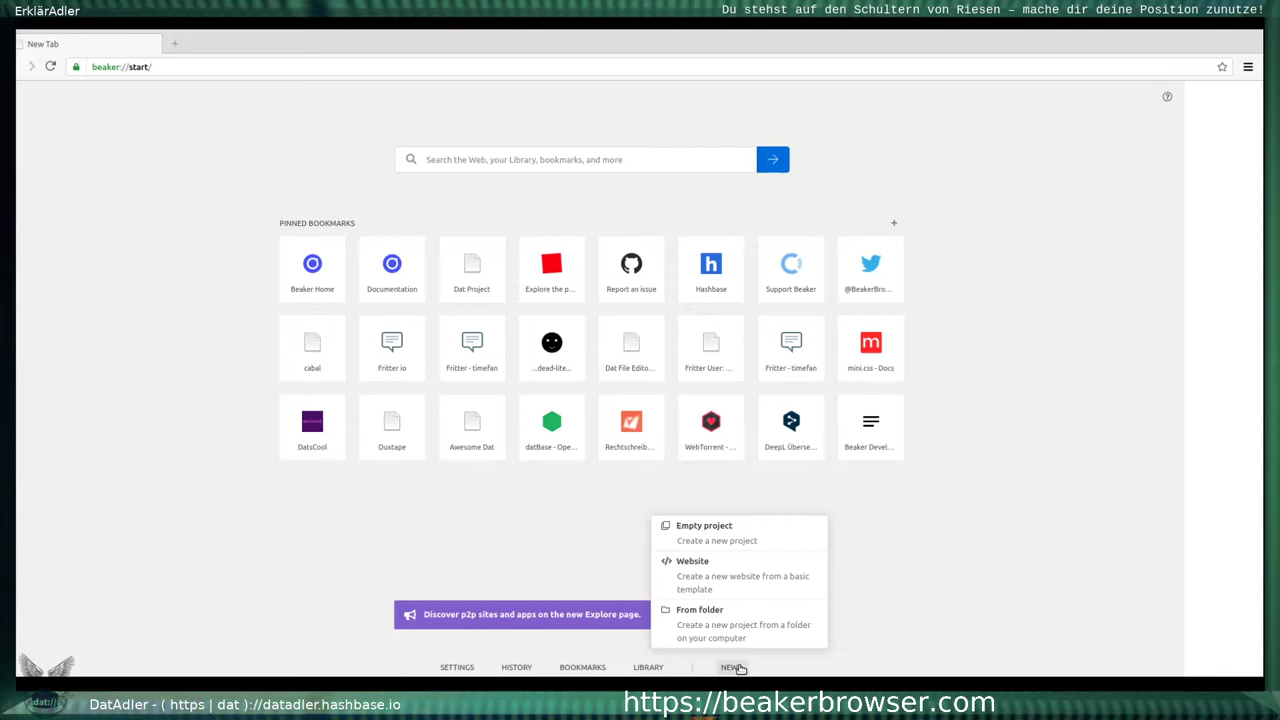 ErklärAdler
Du stehst auf den Schultern von Riesen – mache dir deine Position zunutze!
New Tab
beaker://start/
Search the Web, your Library, bookmarks, and more
PINNED BOOKMARKS
Beaker Home
Documentation
Dat Project
Explore the p...
Report an issue
Hashbase
Support Beaker
@BeakerBro...
cabal
Fritter io
Fritter - timefan
...dead-lite...
Dat File Edito...
Fritter User: ...
Fritter - timefan
mini.css - Docs
DatsCool
Duxtape
Awesome Dat
datBase - Ope...
Rechtschreib...
WebTorrent - ...
DeepL Überse...
Beaker Devel...
Empty project
Create a new project
Website
Create a new website from a basic
template
From folder
Create a new project from a folder
on your computer
Discover p2p sites and apps on the new Explore page.
SETTINGS HISTORY BOOKMARKS LIBRARY | NEW
dat://
DatAdler - ( https | dat )://datadler.hashbase.io
https://beakerbrowser.com